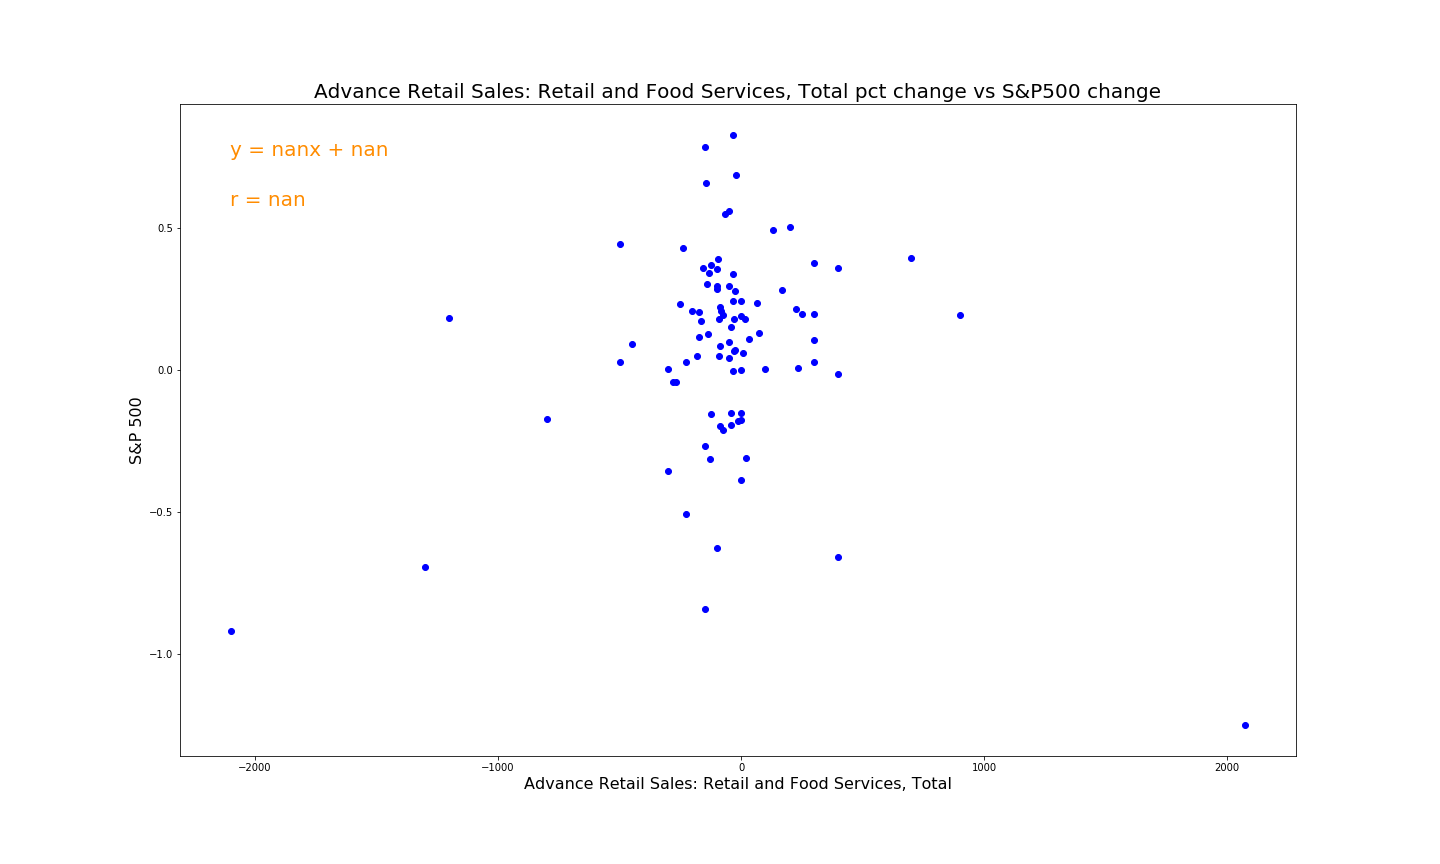 Advance Retail Sales: Retail and Food Services, Total pct change vs S&P500 change
y = nanx + nan
r = nan
0.5
0.0
−0.5
−1.0
S&P 500
−2000
−1000
0
1000
2000
Advance Retail Sales: Retail and Food Services, Total